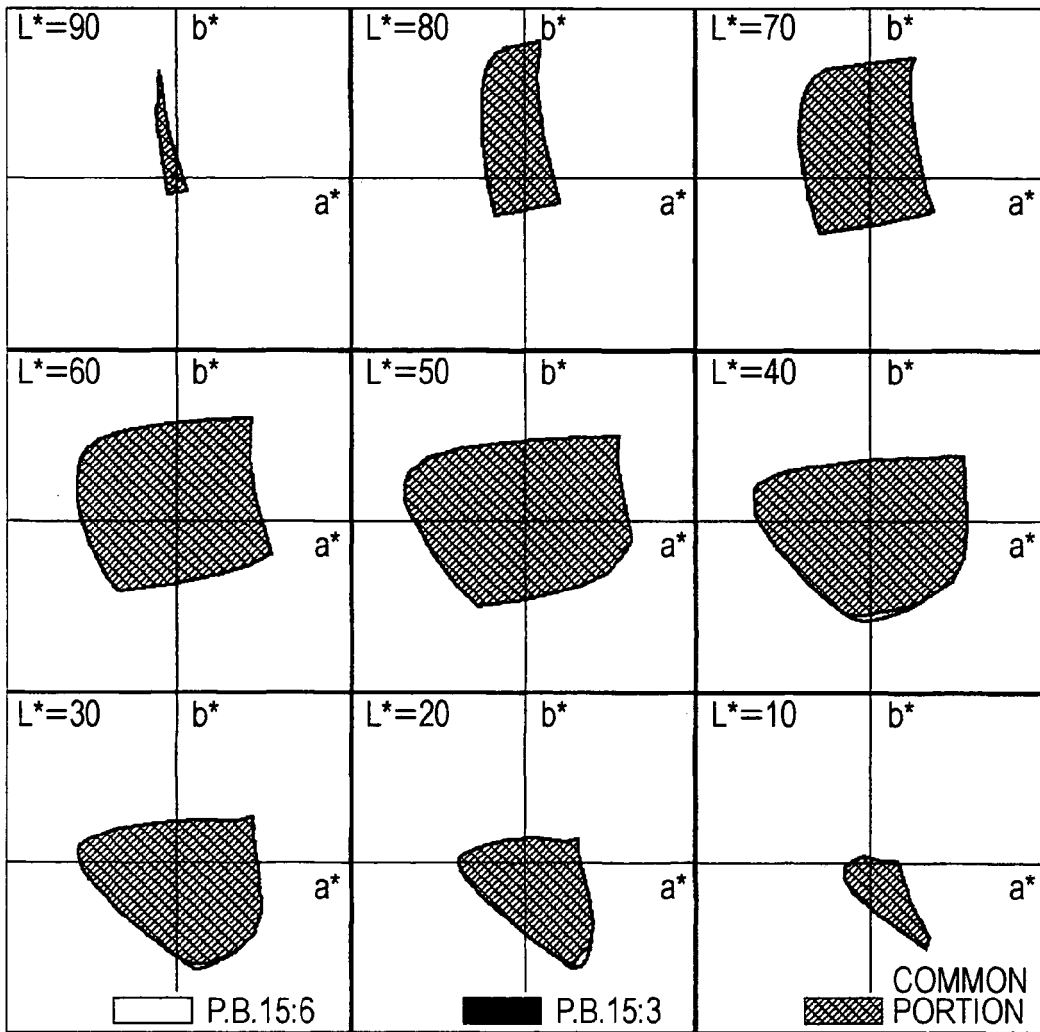 L*=90 b*
a*
L*=80 b*
a*
L*=70 b*
a*
L*=60 b*
a*
L*=50 b*
a*
L*=40 b*
a*
L*=30 b*
a*
L*=20 b*
a*
L*=10 b*
a*
P.B.15:6
P.B.15:3
COMMON
PORTION